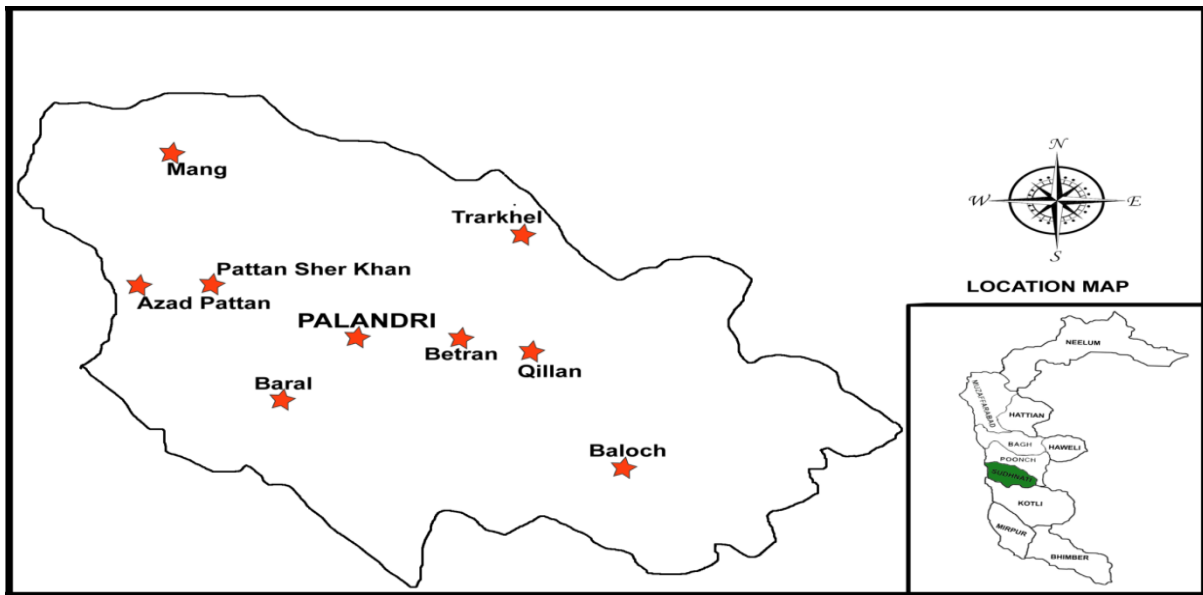 Mang
Trarkhel
Pattan Sher Khan
Azad Pattan
PALANDRI
Betran
Qillan
Baral
Baloch
N
W
E
S
LOCATION MAP
NEELUM
MUZAFFARABAD
HATTIAN
BAGH
HAWELI
POONCH
SUDHNATI
KOTLI
MIRPUR
BHIMBER